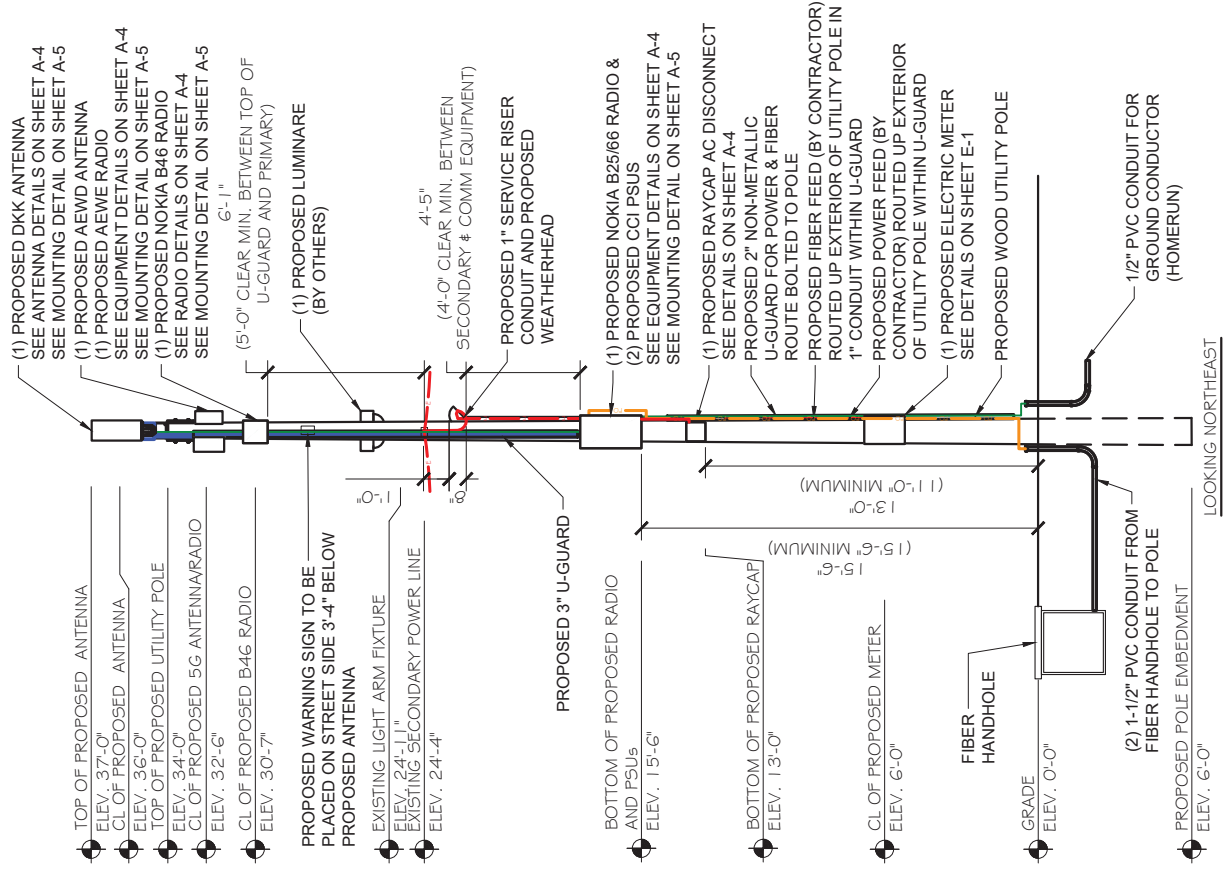 (1) PROPOSED DKK ANTENNA
SEE ANTENNA DETAILS ON SHEET A-4
SEE MOUNTING DETAIL ON SHEET A-5
(1) PROPOSED AEWD ANTENNA
(1) PROPOSED AEWE RADIO
SEE EQUIPMENT DETAILS ON SHEET A-4
SEE MOUNTING DETAIL ON SHEET A-5
(1) PROPOSED NOKIA B46 RADIO
SEE RADIO DETAILS ON SHEET A-4
SEE MOUNTING DETAIL ON SHEET A-5
6'-1"
(5'-0" CLEAR MIN. BETWEEN TOP OF
U-GUARD AND PRIMARY)
(1) PROPOSED LUMINARE
(BY OTHERS)
4'-5"
(4'-0" CLEAR MIN. BETWEEN
SECONDARY & COMM EQUIPMENT)
PROPOSED 1" SERVICE RISER
CONDUIT AND PROPOSED
WEATHERHEAD
(1) PROPOSED NOKIA B25/66 RADIO &
(2) PROPOSED CCI PSUS
SEE EQUIPMENT DETAILS ON SHEET A-4
SEE MOUNTING DETAIL ON SHEET A-5
(1) PROPOSED RAYCAP AC DISCONNECT
SEE DETAILS ON SHEET A-4
PROPOSED 2" NON-METALLIC
U-GUARD FOR POWER & FIBER
ROUTE BOLTED TO POLE
PROPOSED FIBER FEED (BY CONTRACTOR)
ROUTED UP EXTERIOR OF UTILITY POLE IN
1" CONDUIT WITHIN U-GUARD
PROPOSED POWER FEED (BY
CONTRACTOR) ROUTED UP EXTERIOR
OF UTILITY POLE WITHIN U-GUARD
(1) PROPOSED ELECTRIC METER
SEE DETAILS ON SHEET E-1
PROPOSED WOOD UTILITY POLE
1/2" PVC CONDUIT FOR
GROUND CONDUCTOR
(HOMERUN)
TOP OF PROPOSED ANTENNA
ELEV. 37'-0"
CL OF PROPOSED ANTENNA
ELEV. 36'-0"
TOP OF PROPOSED UTILITY POLE
ELEV. 34'-0"
CL OF PROPOSED 5G ANTENNA/RADIO
ELEV. 32'-6"
CL OF PROPOSED B46 RADIO
ELEV. 30'-7"
PROPOSED WARNING SIGN TO BE
PLACED ON STREET SIDE 3'-4" BELOW
PROPOSED ANTENNA
EXISTING LIGHT ARM FIXTURE
ELEV. 24'-11"
EXISTING SECONDARY POWER LINE
ELEV. 24'-4"
1'-0"
8"
PROPOSED 3" U-GUARD
BOTTOM OF PROPOSED RADIO
AND PSUs
ELEV. 15'-6"
BOTTOM OF PROPOSED RAYCAP
ELEV. 13'-0"
13'-0"
(11'-0" MINIMUM)
15'-6"
(15'-6" MINIMUM)
CL OF PROPOSED METER
ELEV. 6'-0"
FIBER
HANDHOLE
GRADE
ELEV. 0'-0"
(2) 1-1/2" PVC CONDUIT FROM
FIBER HANDHOLE TO POLE
PROPOSED POLE EMBEDMENT
ELEV. 6'-0"
LOOKING NORTHEAST